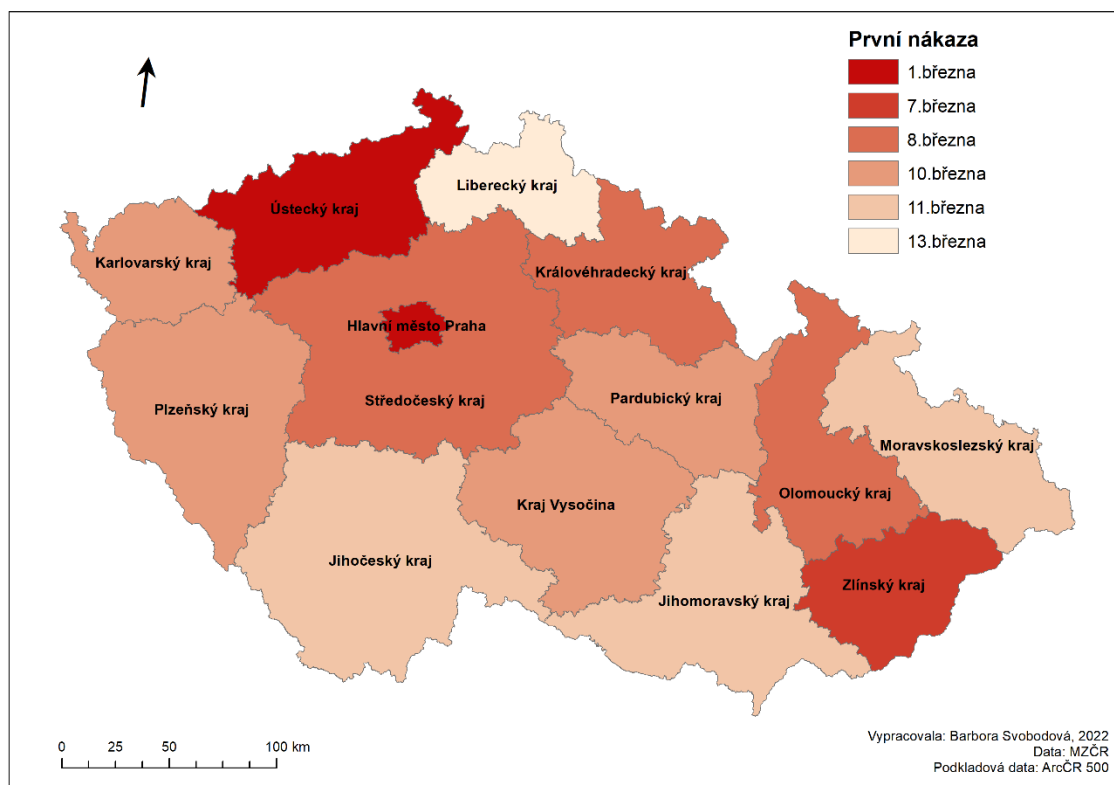 První nákaza
1.března
7.března
8.března
10.března
11.března
13.března
Liberecký kraj
Ústecký kraj
Karlovarský kraj
Královéhradecký kraj
Hlavní město Praha
Plzeňský kraj
Středočeský kraj
Pardubický kraj
Moravskoslezský kraj
Olomoucký kraj
Kraj Vysočina
Jihočeský kraj
Zlínský kraj
Jihomoravský kraj
0 25 50 100 km
Vypracovala: Barbora Svobodová, 2022
Data: MZČR
Podkladová data: ArcČR 500